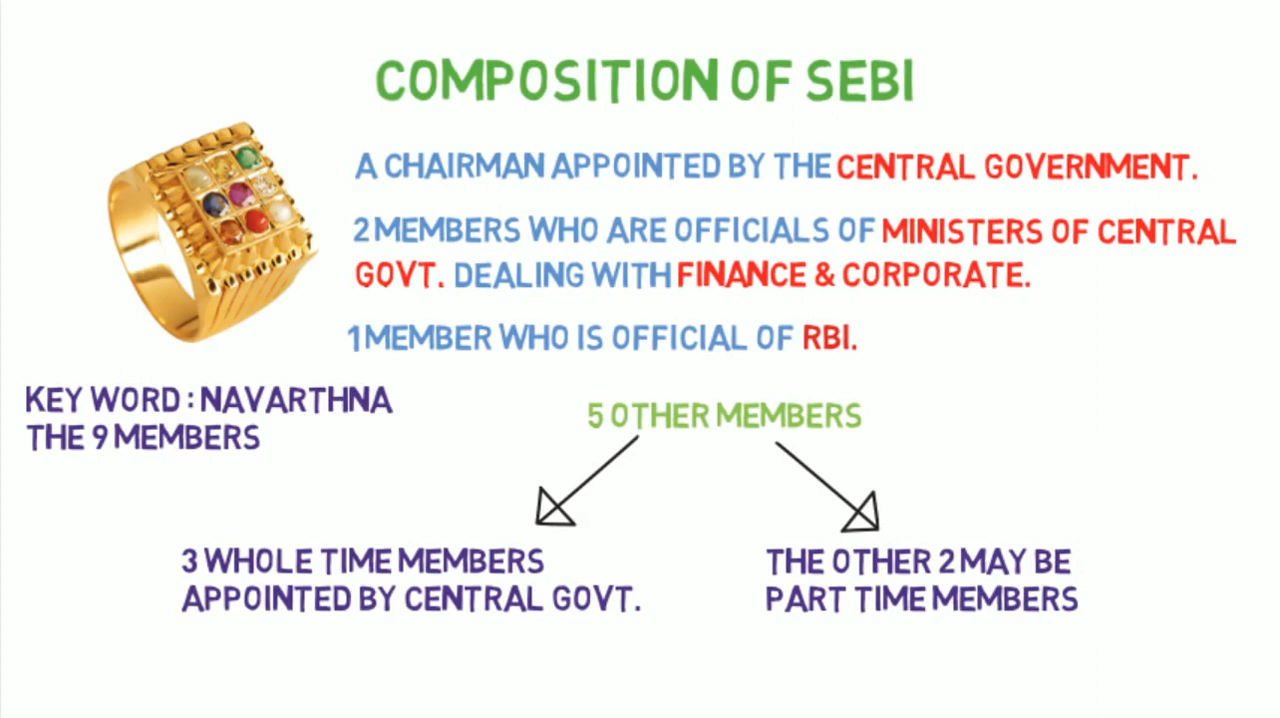 COMPOSITION OF SEBI
A CHAIRMAN APPOINTED BY THE CENTRAL GOVERNMENT.
2 MEMBERS WHO ARE OFFICIALS OF MINISTERS OF CENTRAL
GOVT. DEALING WITH FINANCE & CORPORATE.
1 MEMBER WHO IS OFFICIAL OF RBI.
KEY WORD : NAVARTHNA
THE 9 MEMBERS
5 OTHER MEMBERS
3 WHOLE TIME MEMBERS
APPOINTED BY CENTRAL GOVT.
THE OTHER 2 MAY BE
PART TIME MEMBERS